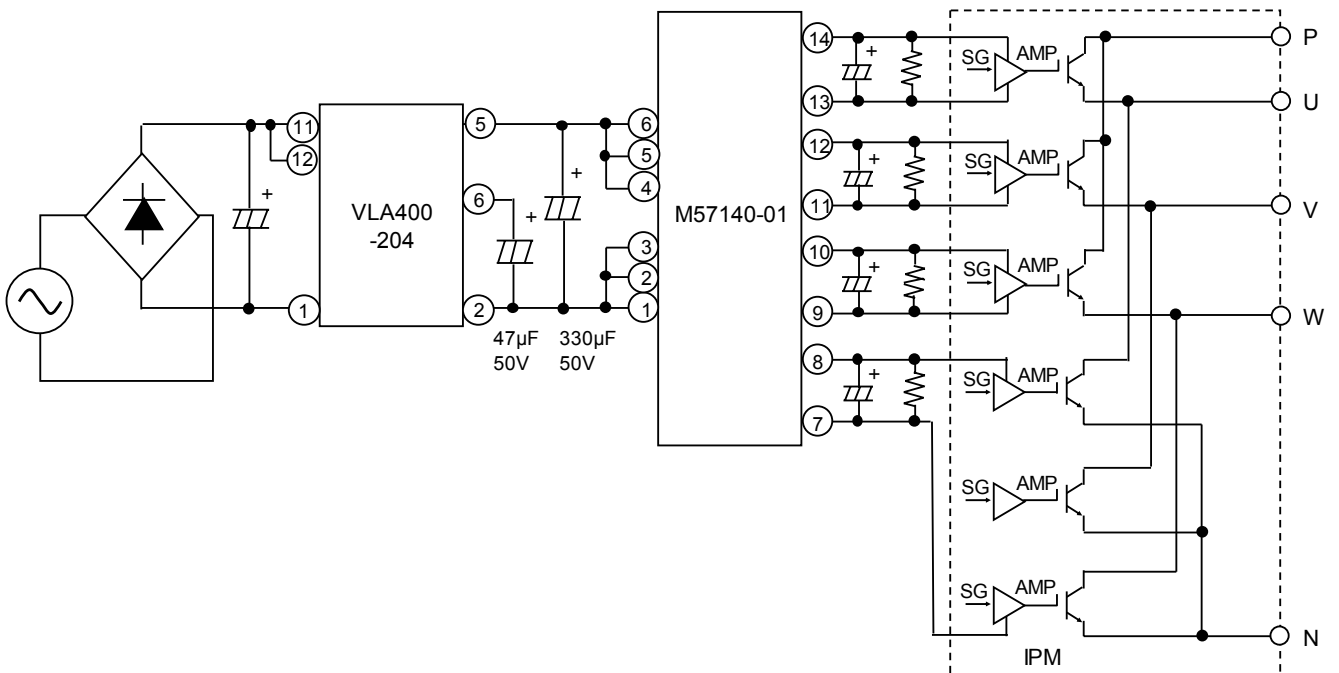 14
+
SG
AMP
P
13
U
11
12
+
VLA400
-204
1
5
6
2
+
+
47µF
50V
330µF
50V
6
5
4
3
2
1
M57140-01
12
+
SG
AMP
11
V
10
+
SG
AMP
9
W
8
+
SG
AMP
7
SG
AMP
SG
AMP
N
IPM